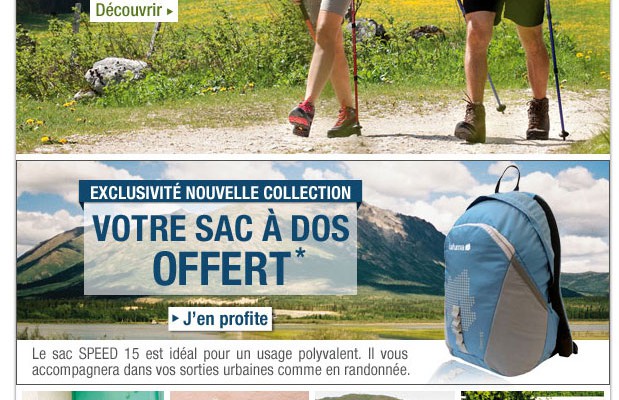 Découvrir
EXCLUSIVITÉ NOUVELLE COLLECTION
VOTRE SAC À DOS
OFFERT*
J'en profite
Le sac SPEED 15 est idéal pour un usage polyvalent. Il vous
accompagnera dans vos sorties urbaines comme en randonnée.